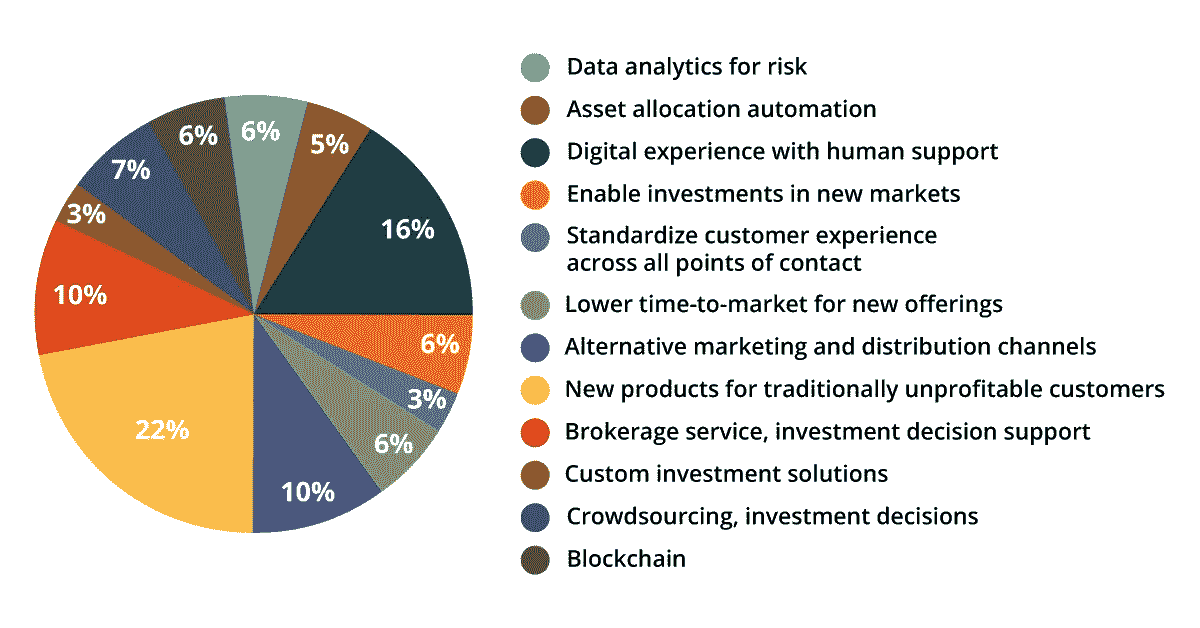 6%
6%
5%
7%
3%
16%
10%
6%
3%
22%
6%
10%
Data analytics for risk
Asset allocation automation
Digital experience with human support
Enable investments in new markets
Standardize customer experience
across all points of contact
Lower time-to-market for new offerings
Alternative marketing and distribution channels
New products for traditionally unprofitable customers
Brokerage service, investment decision support
Custom investment solutions
Crowdsourcing, investment decisions
Blockchain